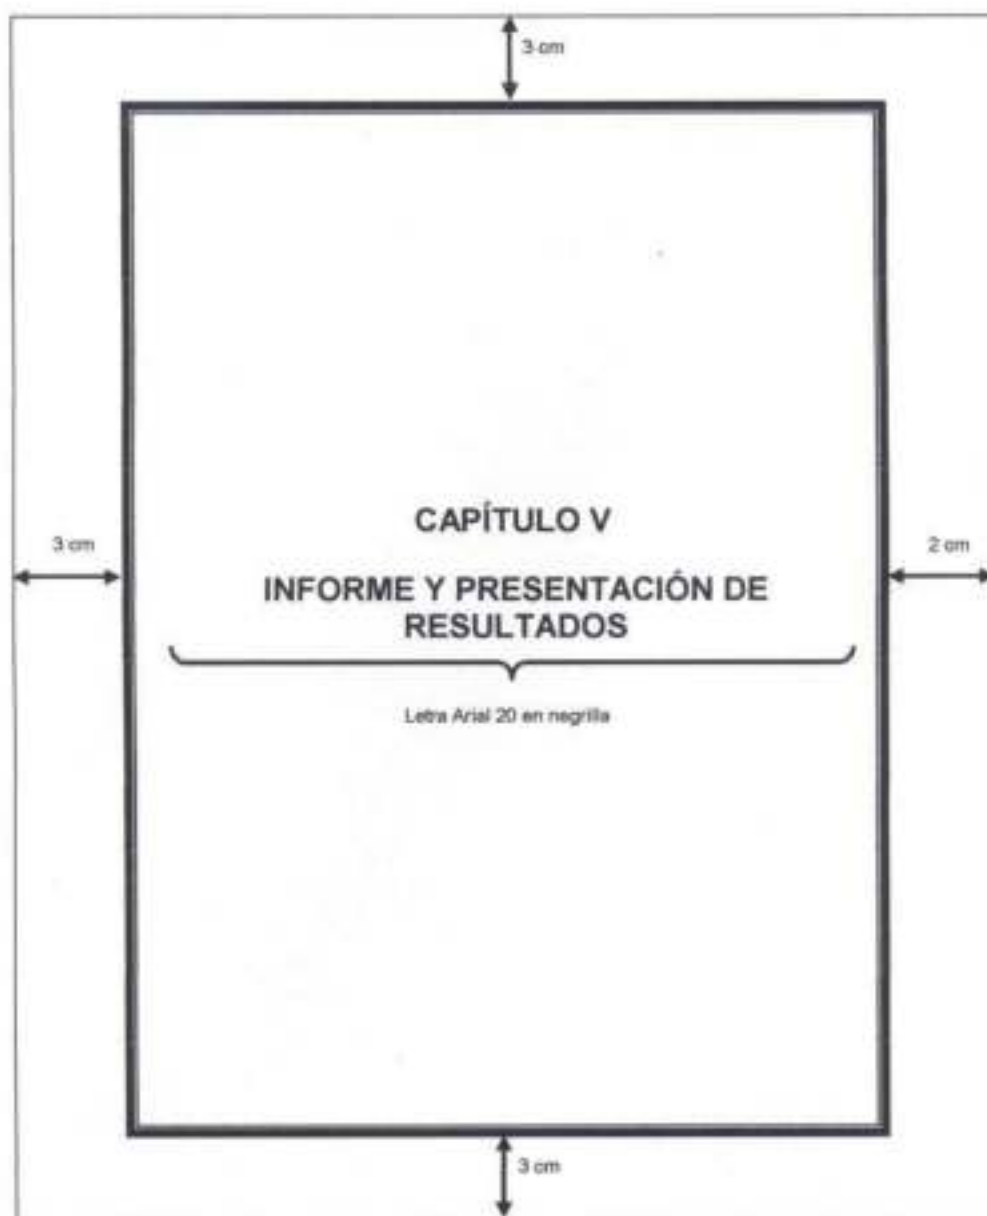 3 cm
CAPÍTULO V
3 cm
2 cm
INFORME Y PRESENTACIÓN DE
RESULTADOS
Letra Arial 20 en negrilla
3 cm